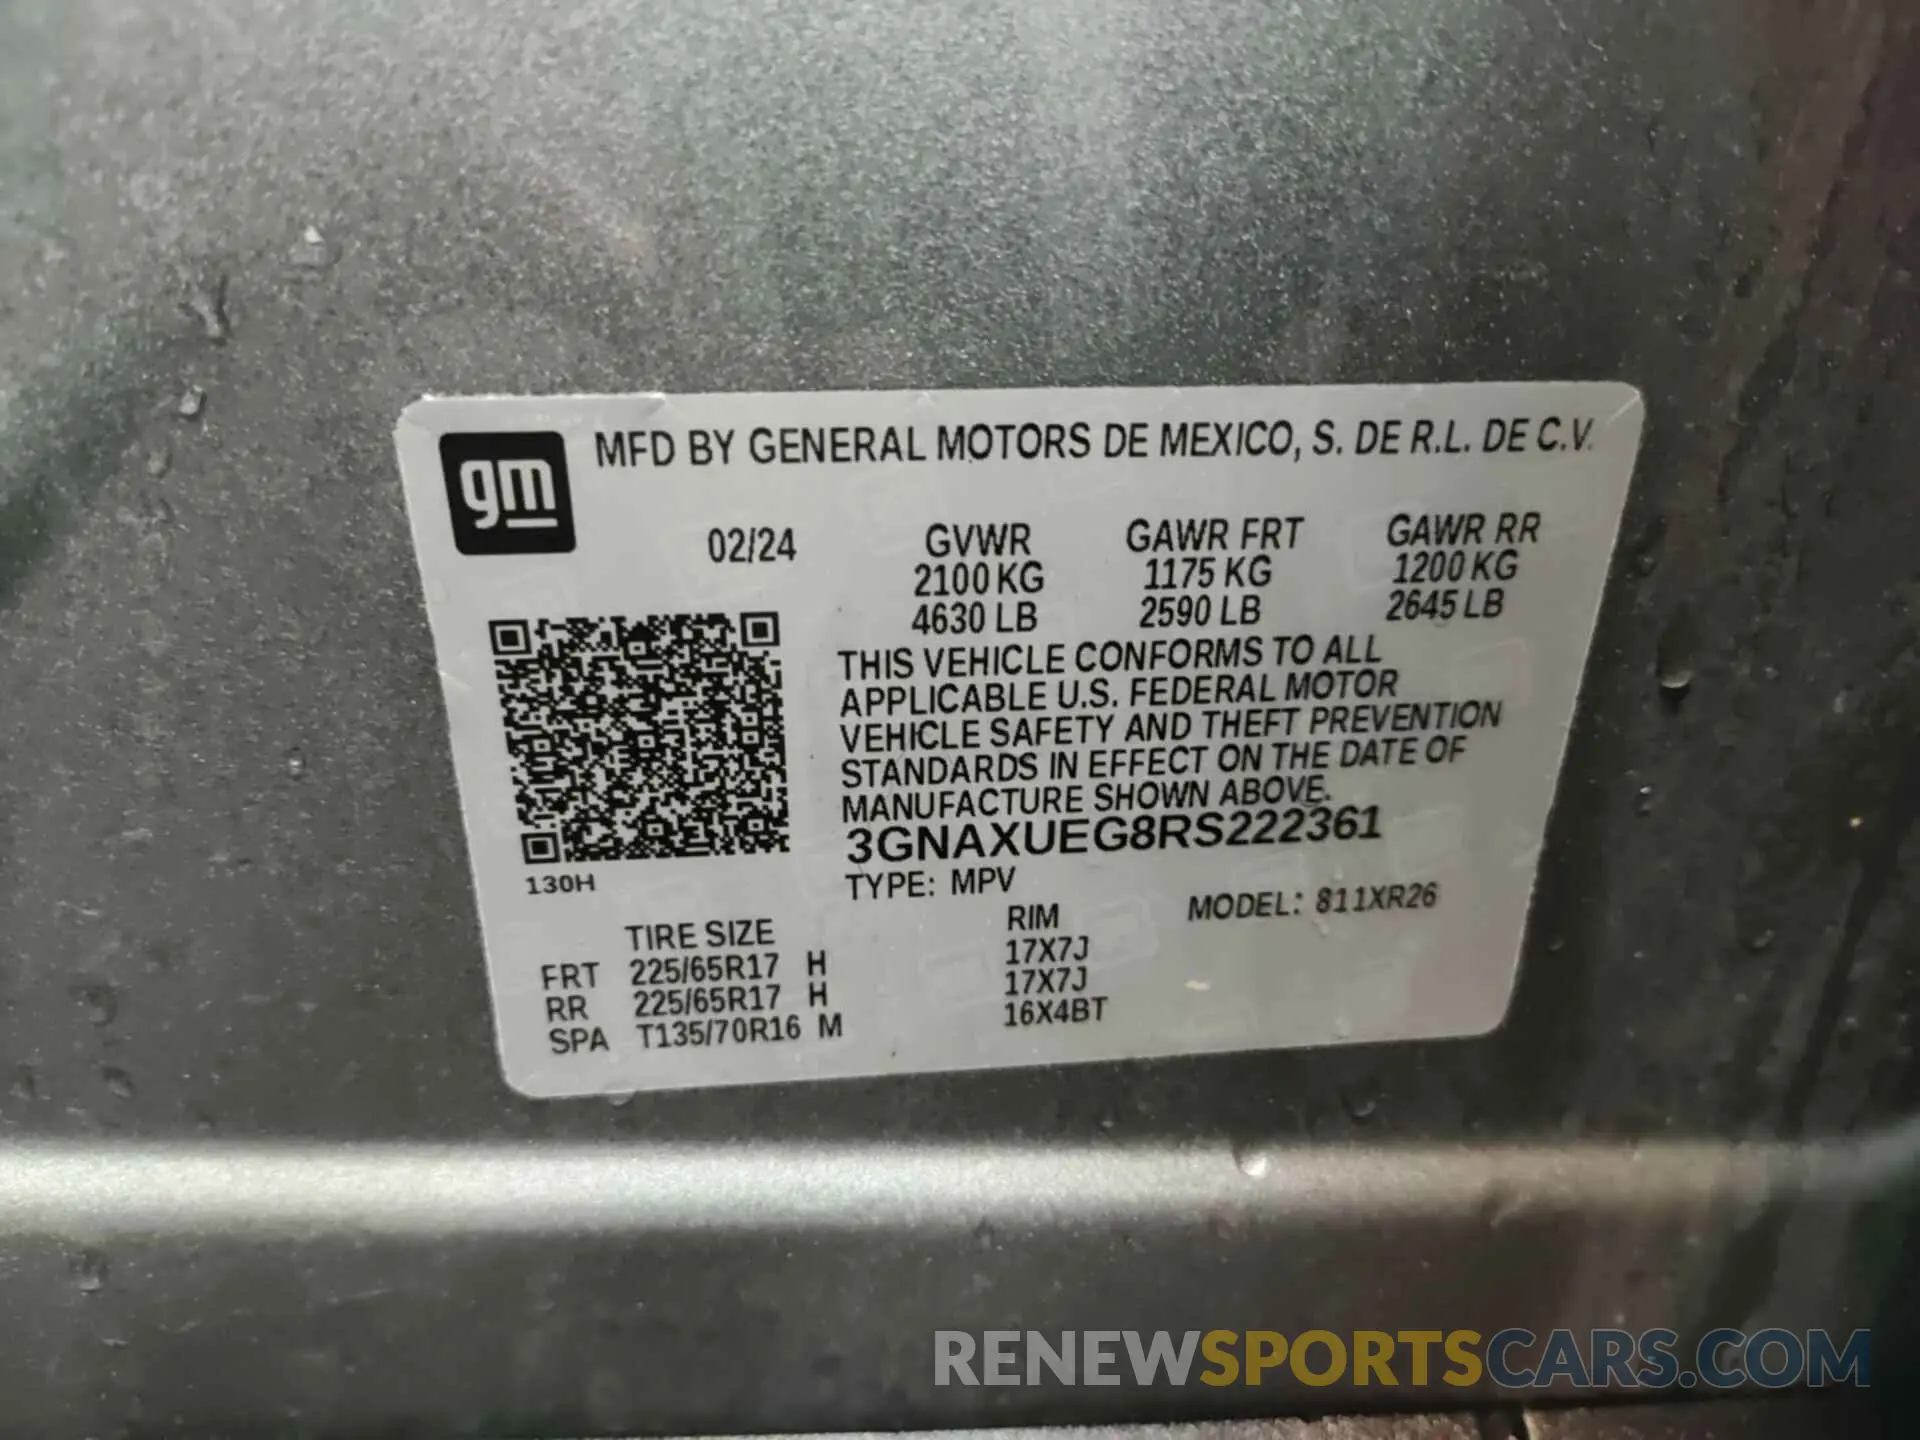 gm
MFD BY GENERAL MOTORS DE MEXICO, S. DE R.L. DE C.V.
02/24 GVWR GAWR FRT GAWR RR
2100 KG 1175 KG 1200 KG
4630 LB 2590 LB 2645 LB
THIS VEHICLE CONFORMS TO ALL
APPLICABLE U.S. FEDERAL MOTOR
VEHICLE SAFETY AND THEFT PREVENTION
STANDARDS IN EFFECT ON THE DATE OF
MANUFACTURE SHOWN ABOVE.
3GNAXUEG8RS222361
130H
TYPE: MPV MODEL: 811XR26
TIRE SIZE RIM
FRT 225/65R17 H 17X7J
RR 225/65R17 H 17X7J
SPA T135/70R16 M 16X4BT
RENEWSPORTSCARS.COM